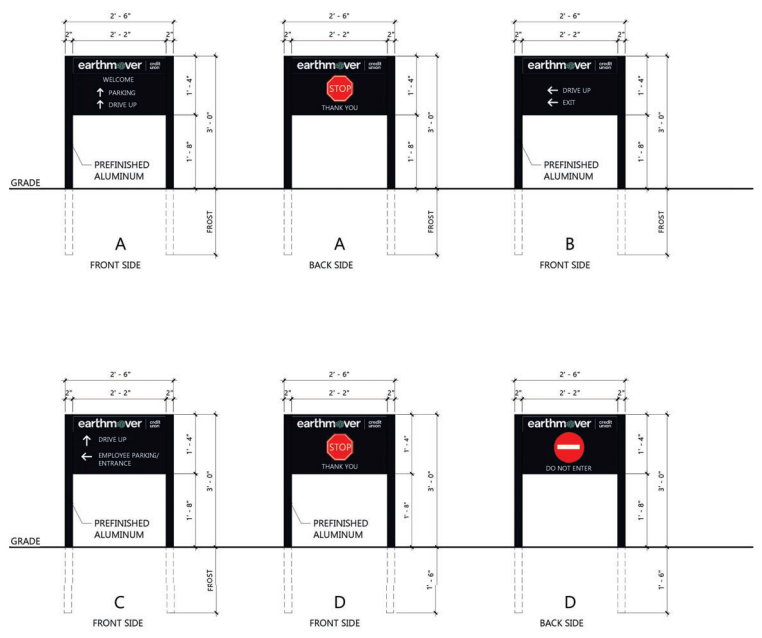 2' - 6"
2' - 6"
2' - 6"
2"
2' - 2"
2"
2"
2' - 2"
2"
2"
2' - 2"
2"
earthmover credit union
WELCOME
PARKING
DRIVE UP
1' - 4"
3' - 0"
1' - 8"
PREFINISHED
ALUMINUM
GRADE
FROST
A
FRONT SIDE
earthmover credit union
STOP
THANK YOU
1' - 4"
3' - 0"
1' - 8"
FROST
A
BACK SIDE
earthmover credit union
DRIVE UP
EXIT
1' - 4"
3' - 0"
1' - 8"
PREFINISHED
ALUMINUM
FROST
B
FRONT SIDE
2' - 6"
2' - 6"
2' - 6"
2"
2' - 2"
2"
2"
2' - 2"
2"
2"
2' - 2"
2"
earthmover credit union
DRIVE UP
EMPLOYEE PARKING/
ENTRANCE
1' - 4"
3' - 0"
1' - 8"
PREFINISHED
ALUMINUM
GRADE
FROST
C
FRONT SIDE
earthmover credit union
STOP
THANK YOU
1' - 4"
3' - 0"
1' - 8"
PREFINISHED
ALUMINUM
1' - 6"
D
FRONT SIDE
earthmover credit union
DO NOT ENTER
1' - 4"
3' - 0"
1' - 8"
1' - 6"
D
BACK SIDE